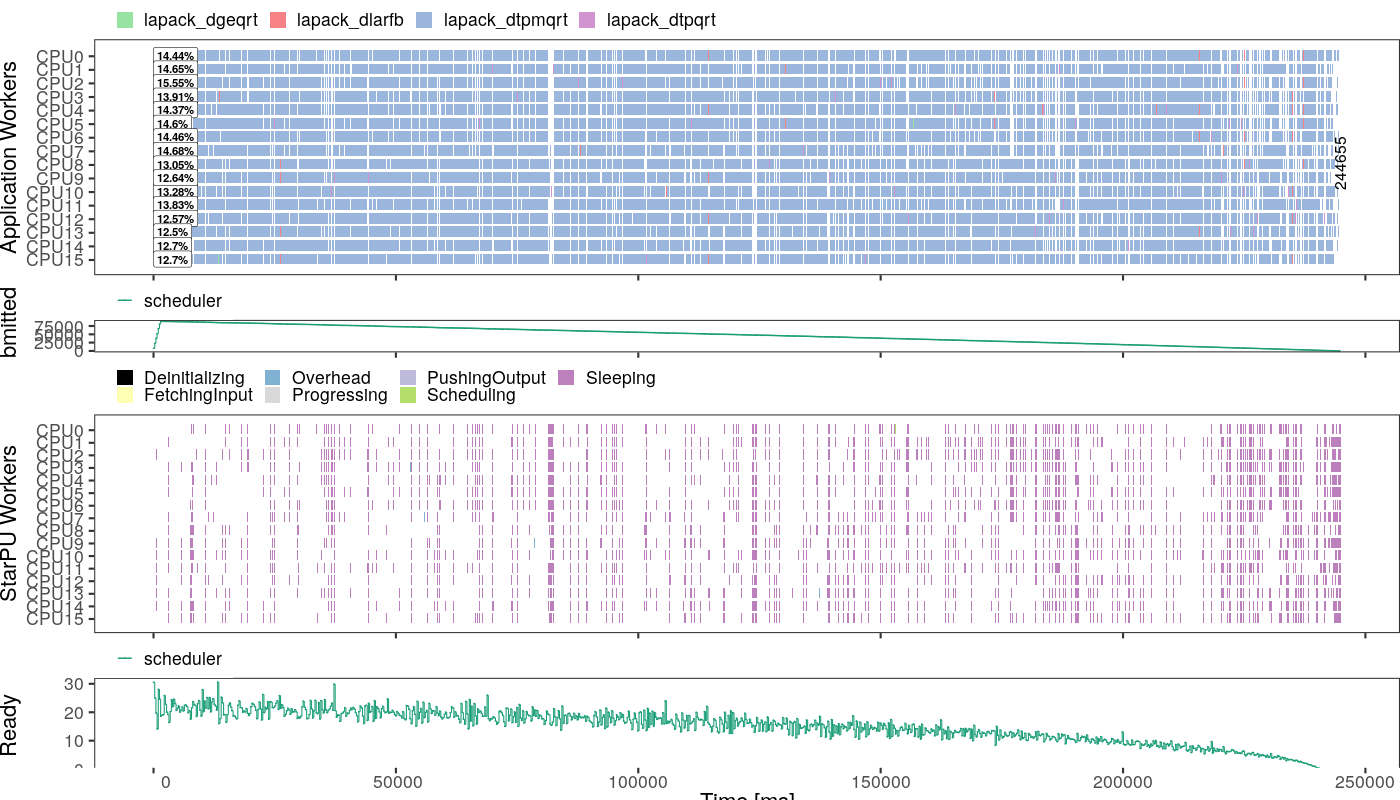 lapack_dgeqrt lapack_dlarfb lapack_dtpmqrt lapack_dtpqrt
Application Workers
CPU0 14.44%
CPU1 14.65%
CPU2 15.55%
CPU3 13.91%
CPU4 14.37%
CPU5 14.6%
CPU6 14.46%
CPU7 14.68%
CPU8 13.05%
CPU9 12.64%
CPU10 13.28%
CPU11 13.83%
CPU12 12.57%
CPU13 12.5%
CPU14 12.7%
CPU15 12.7%
244655
scheduler
bmitted
75000
50000
25000
0
Deinitializing Overhead PushingOutput Sleeping
FetchingInput Progressing Scheduling
StarPU Workers
CPU0
CPU1
CPU2
CPU3
CPU4
CPU5
CPU6
CPU7
CPU8
CPU9
CPU10
CPU11
CPU12
CPU13
CPU14
CPU15
scheduler
Ready
30
20
10
0
0 50000 100000 150000 200000 250000
Time [ms]